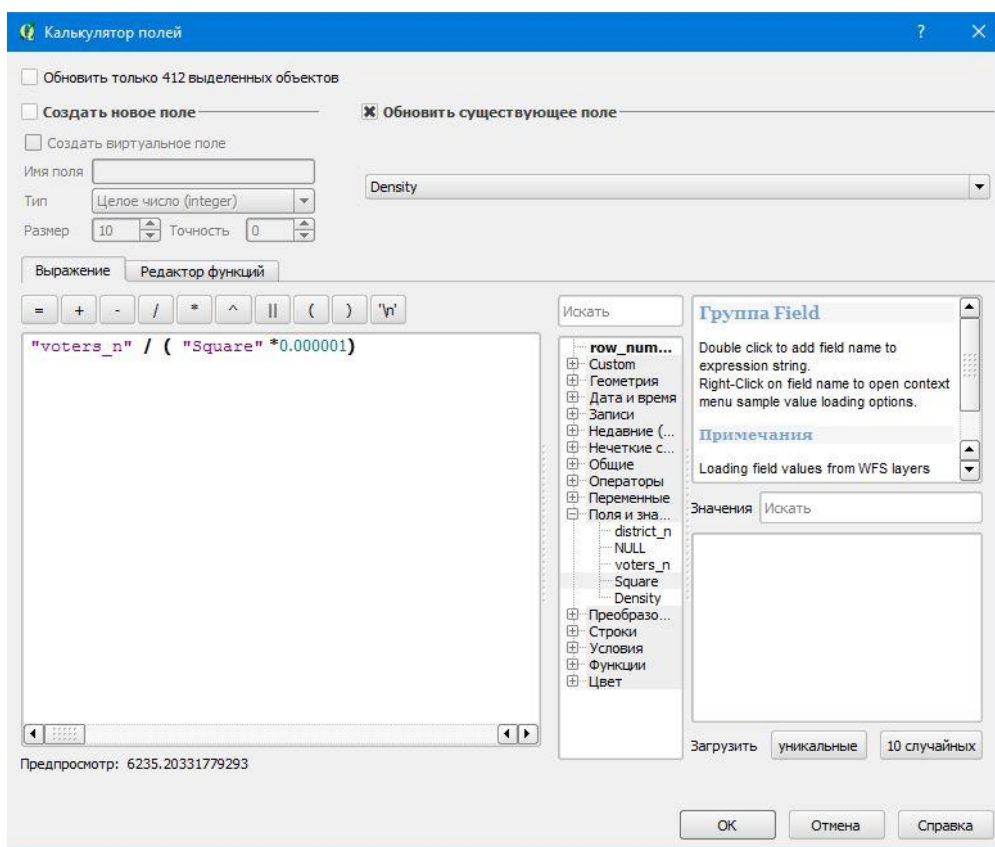 Калькулятор полей
Обновить только 412 выделенных объектов
Создать новое поле
Обновить существующее поле
Создать виртуальное поле
Имя поля
Density
Тип Целое число (integer)
Размер 10 Точность 0
Выражение Редактор функций
= + - / * ^ || ( ) '\n'
"voters_n" / ( "Square" *0.000001)
Предпросмотр: 6235.20331779293
Искать
row_num...
Custom
Геометрия
Дата и время
Записи
Недавние (...
Нечеткие с...
Общие
Операторы
Переменные
Поля и зна...
district_n
NULL
voters_n
Square
Density
Преобразо...
Строки
Условия
Функции
Цвет
Группа Field
Double click to add field name to
expression string.
Right-Click on field name to open context
menu sample value loading options.
Примечания
Loading field values from WFS layers
Значения Искать
Загрузить уникальные 10 случайных
OK Отмена Справка